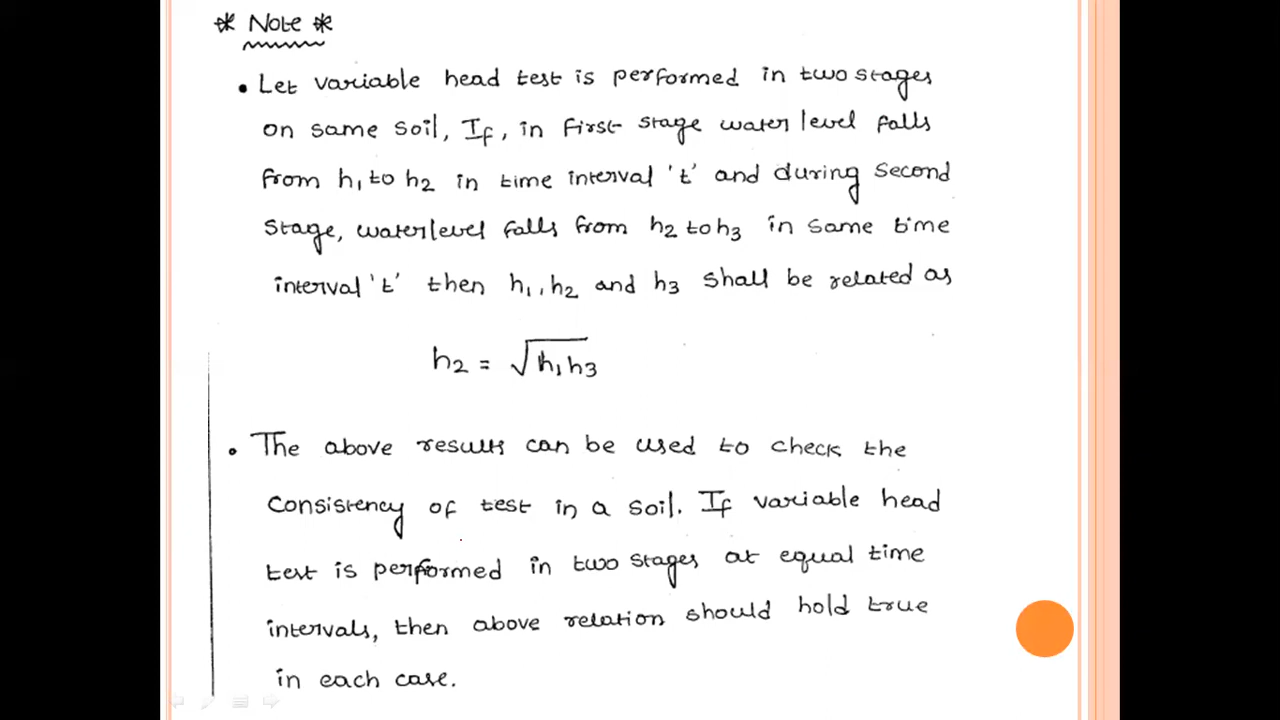 * Note *
• Let variable head test is performed in two stages
on same soil, If, in first stage water level falls
from h₁ to h₂ in time interval 't' and during second
stage, water level falls from h₂ to h₃ in same time
interval 't' then h₁, h₂ and h₃ shall be related as
h₂ = √h₁h₃
• The above results can be used to check the
consistency of test in a soil. If variable head
test is performed in two stages at equal time
intervals, then above relation should hold true
in each case.